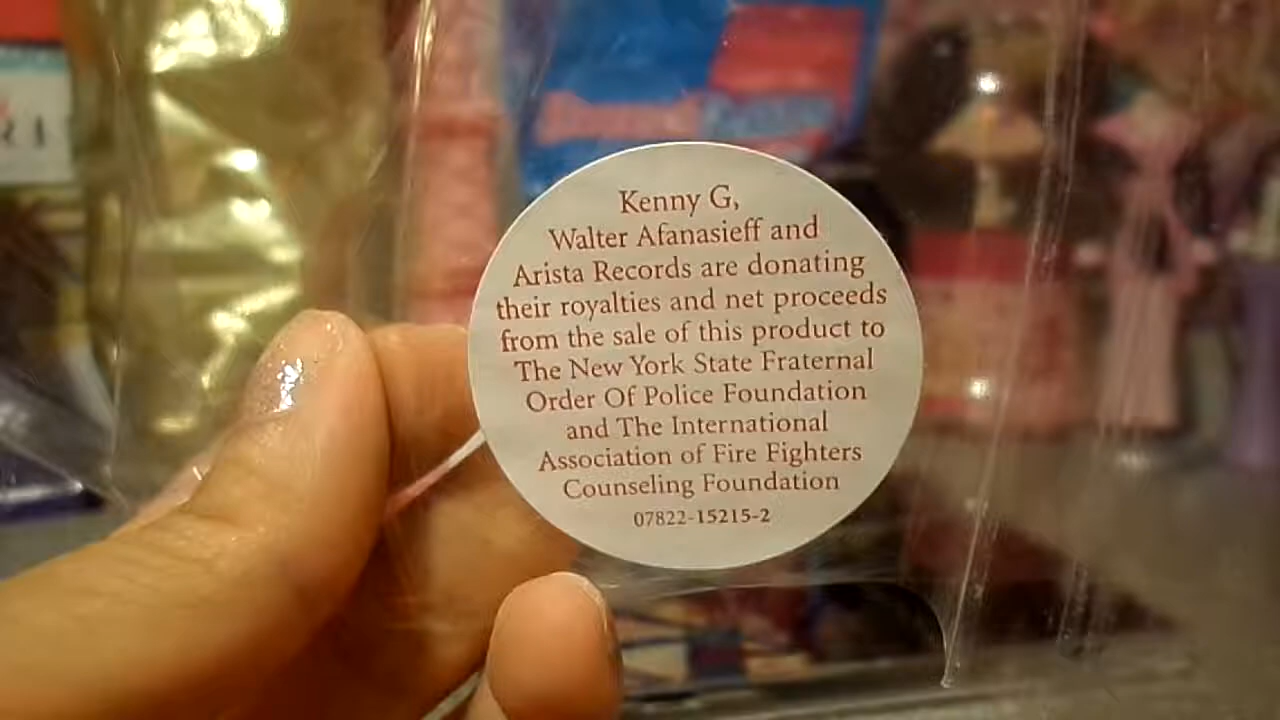 Kenny G,
Walter Afanasieff and
Arista Records are donating
their royalties and net proceeds
from the sale of this product to
The New York State Fraternal
Order Of Police Foundation
and The International
Association of Fire Fighters
Counseling Foundation
07822-15215-2